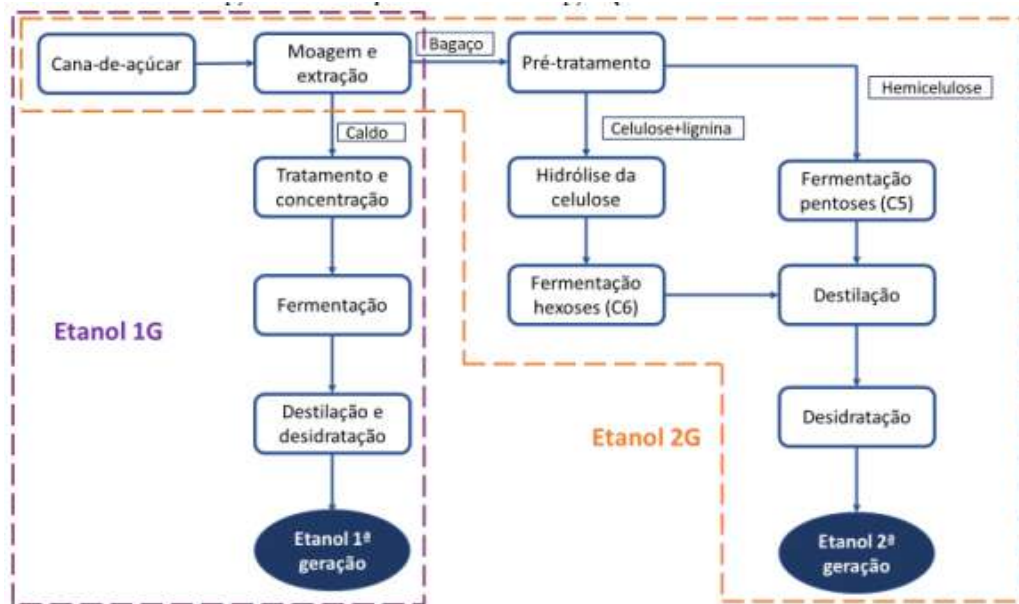 Cana-de-açúcar
Moagem e
extração
Bagaço
Pré-tratamento
Hemicelulose
Caldo
Celulose+lignina
Tratamento e
concentração
Hidrólise da
celulose
Fermentação
pentoses (C5)
Fermentação
Fermentação
hexoses (C6)
Destilação
Etanol 1G
Destilação e
desidratação
Desidratação
Etanol 2G
Etanol 1ª
geração
Etanol 2ª
geração